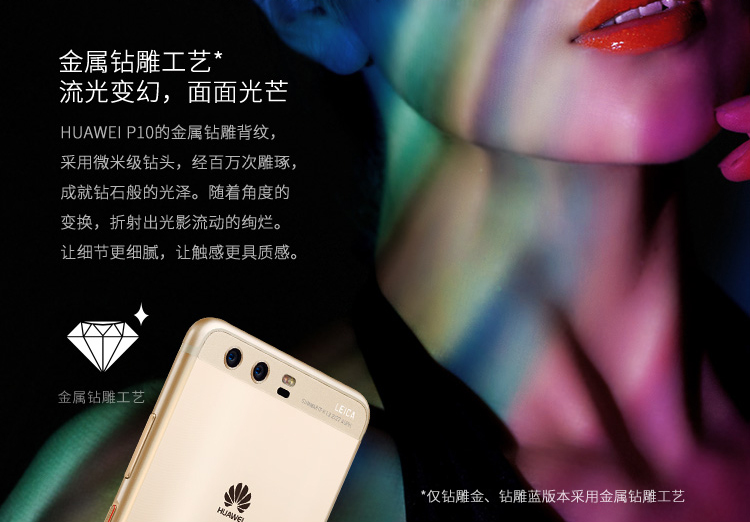 金属钻雕工艺*
流光变幻，面面光芒
HUAWEI P10的金属钻雕背纹，
采用微米级钻头，经百万次雕琢，
成就钻石般的光泽。随着角度的
变换，折射出光影流动的绚烂。
让细节更细腻，让触感更具质感。
金属钻雕工艺
LEICA
HUAWEI
*仅钻雕金、钻雕蓝版本采用金属钻雕工艺